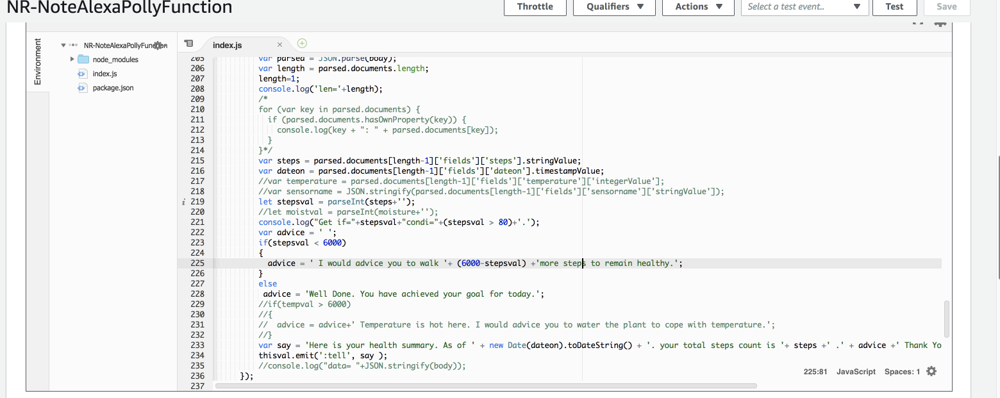 NR-NoteAlexaPollyFunction
Throttle
Qualifiers
Actions
Select a test event..
Test
Save
Environment
NR-NoteAlexaPollyFunction
node_modules
index.js
package.json
index.js
205 var parsed = JSON.parse(body);
206 var length = parsed.documents.length;
207 length=1;
208 console.log('len='+length);
209 /*
210 for (var key in parsed.documents) {
211 if (parsed.documents.hasOwnProperty(key)) {
212 console.log(key + ": " + parsed.documents[key]);
213 }
214 }*/
215 var steps = parsed.documents[length-1]['fields']['steps'].stringValue;
216 var dateon = parsed.documents[length-1]['fields']['dateon'].timestampValue;
217 //var temperature = parsed.documents[length-1]['fields']['temperature']['integerValue'];
218 //var sensorname = JSON.stringify(parsed.documents[length-1]['fields']['sensorname']['stringValue']);
i 219 let stepsval = parseInt(steps+'');
220 //let moistval = parseInt(moisture+'');
221 console.log("Get if="+stepsval+"condi="+(stepsval > 80)+'.');
222 var advice = ' ';
223 if(stepsval < 6000)
224 {
225 advice = ' I would advice you to walk '+ (6000-stepsval) +'more steps to remain healthy.';
226 }
227 else
228 advice = 'Well Done. You have achieved your goal for today.';
229 //if(tempval > 6000)
230 //{
231 // advice = advice+' Temperature is hot here. I would advice you to water the plant to cope with temperature.';
232 //}
233 var say = 'Here is your health summary. As of ' + new Date(dateon).toDateString() + '. your total steps count is '+ steps +' .' + advice +' Thank Yo
234 thisval.emit(':tell', say );
235 //console.log("data= "+JSON.stringify(body));
236 });
237
225:81 JavaScript Spaces: 1